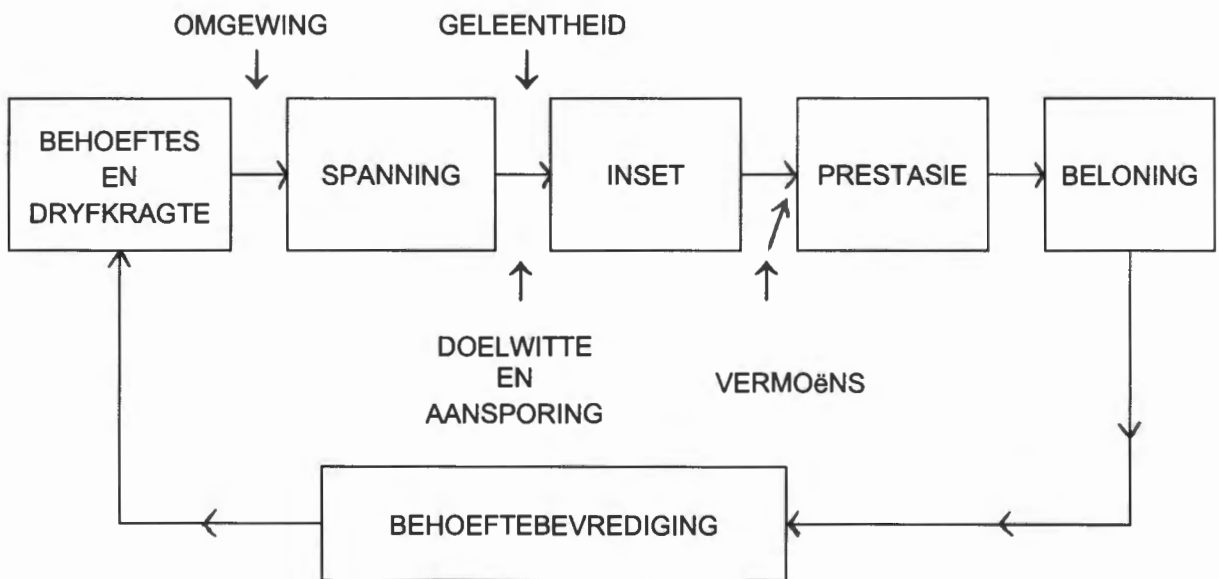 OMGEWING
GELEENTHEID
BEHOEFTES
EN
DRYFKRAGTE
SPANNING
INSET
PRESTASIE
BELONING
DOELWITTE
EN
AANSPORING
VERMOëNS
BEHOEFTEBEVREDIGING